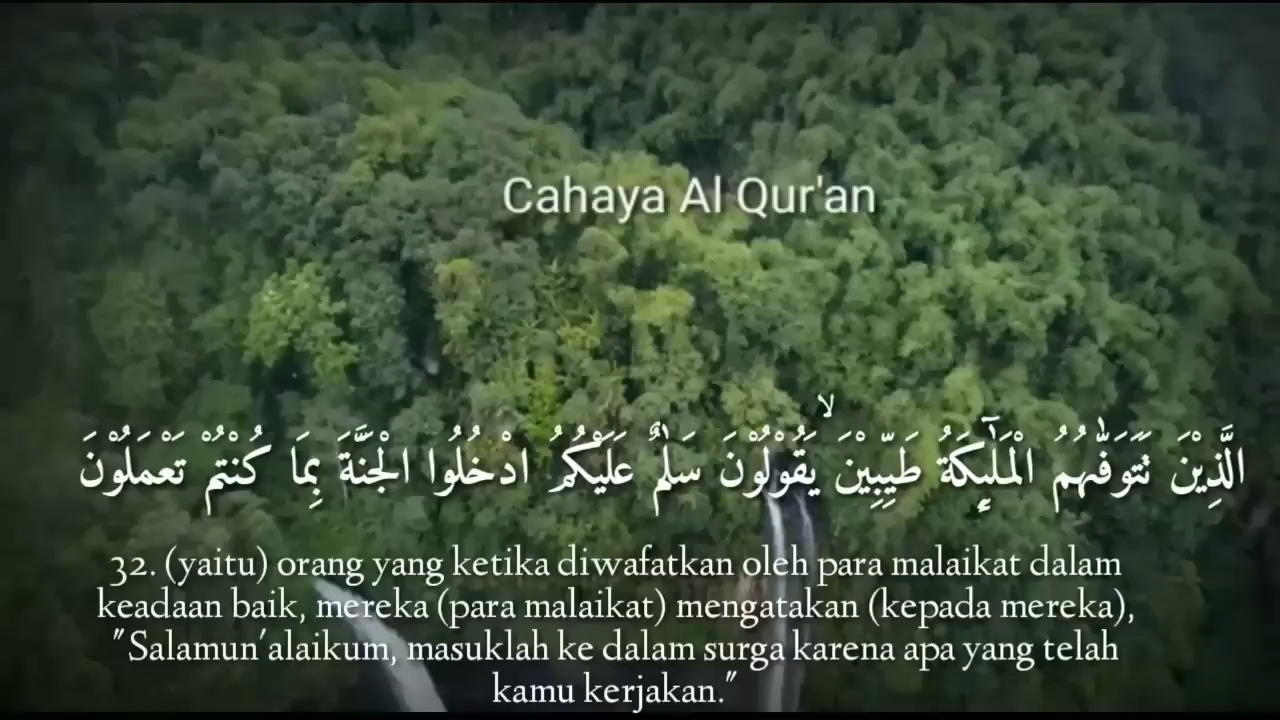 Cahaya Al Qur'an
الَّذِيْنَ تَتَوَفّٰىهُمُ الْمَلٰۤىِٕكَةُ طَيِّبِيْنَ ۙ يَقُوْلُوْنَ سَلٰمٌ عَلَيْكُمُ ادْخُلُوا الْجَنَّةَ بِمَا كُنْتُمْ تَعْمَلُوْنَ
32. (yaitu) orang yang ketika diwafatkan oleh para malaikat dalam
keadaan baik, mereka (para malaikat) mengatakan (kepada mereka),
"Salamun'alaikum, masuklah ke dalam surga karena apa yang telah
kamu kerjakan."